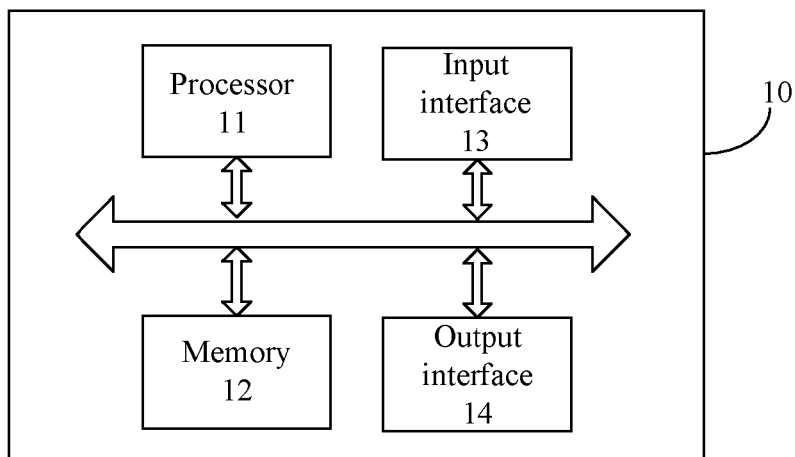 Processor
11
Input
interface
13
10
Memory
12
Output
interface
14